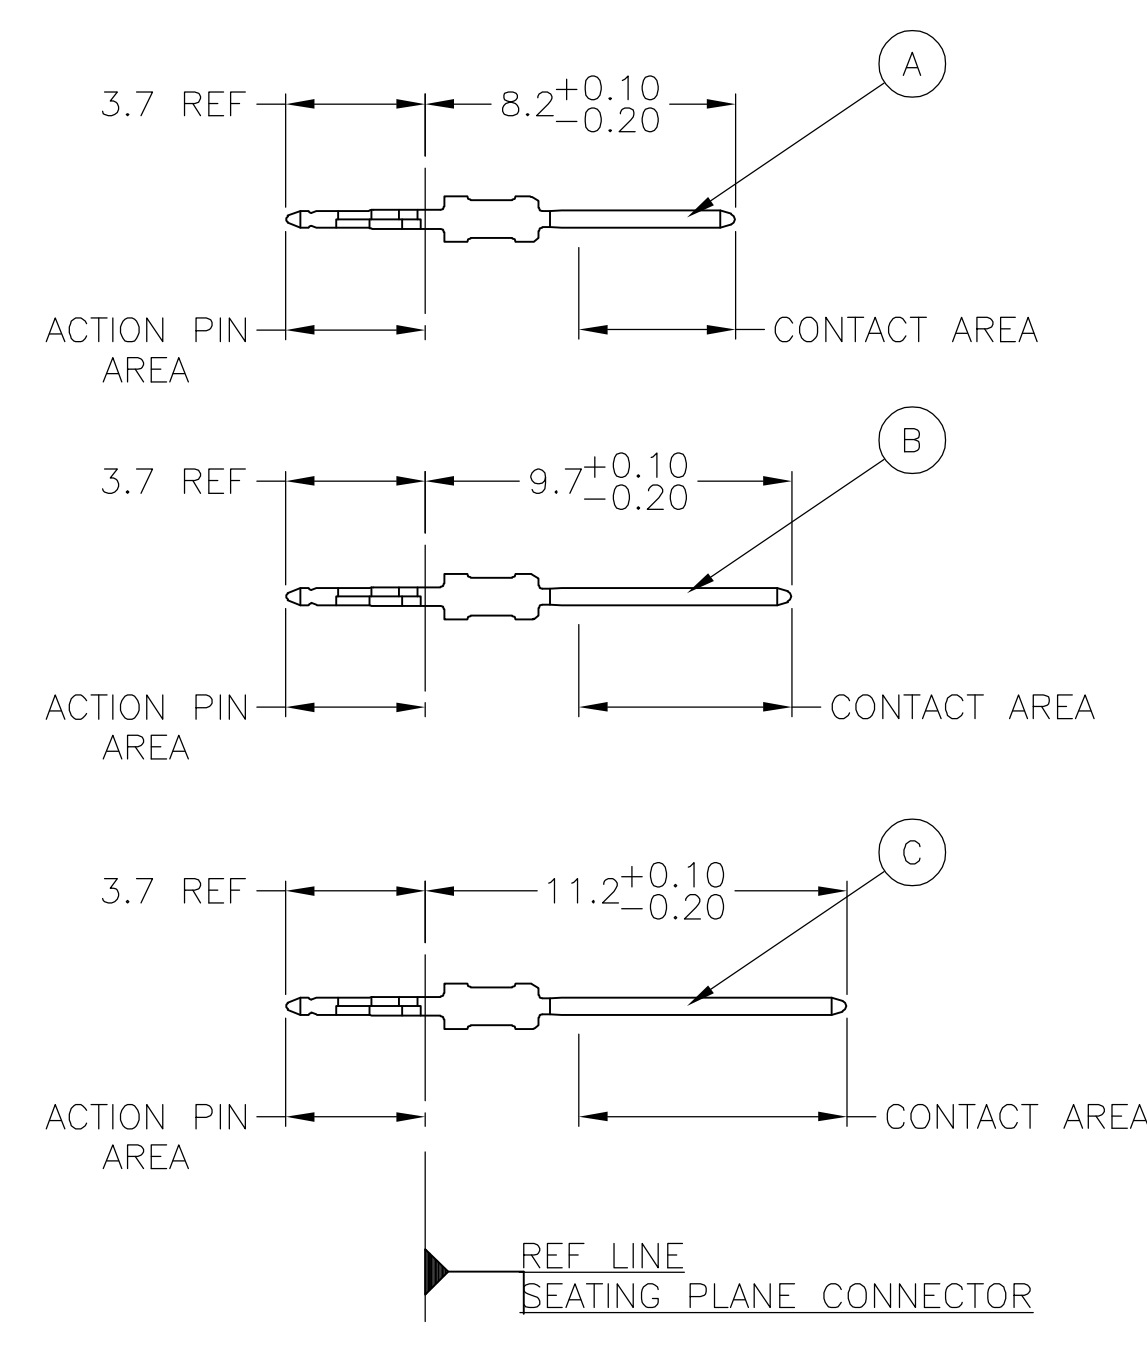 A
3.7 REF 8.2 +0.10 -0.20
ACTION PIN AREA
CONTACT AREA
B
3.7 REF 9.7 +0.10 -0.20
ACTION PIN AREA
CONTACT AREA
C
3.7 REF 11.2 +0.10 -0.20
ACTION PIN AREA
CONTACT AREA
REF LINE
SEATING PLANE CONNECTOR